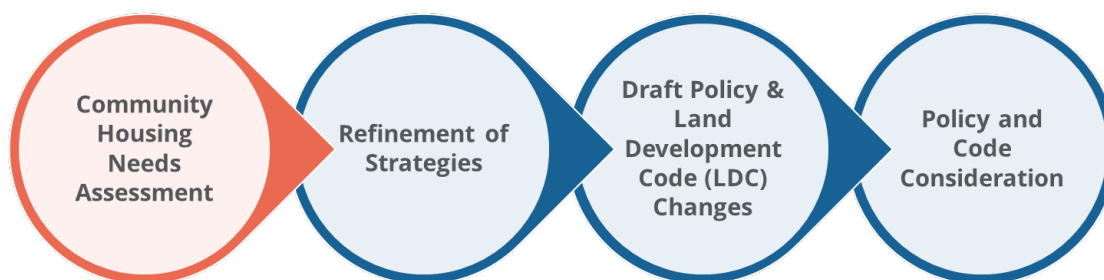 Community
Housing
Needs
Assessment
Refinement of
Strategies
Draft Policy &
Land
Development
Code (LDC)
Changes
Policy and
Code
Consideration